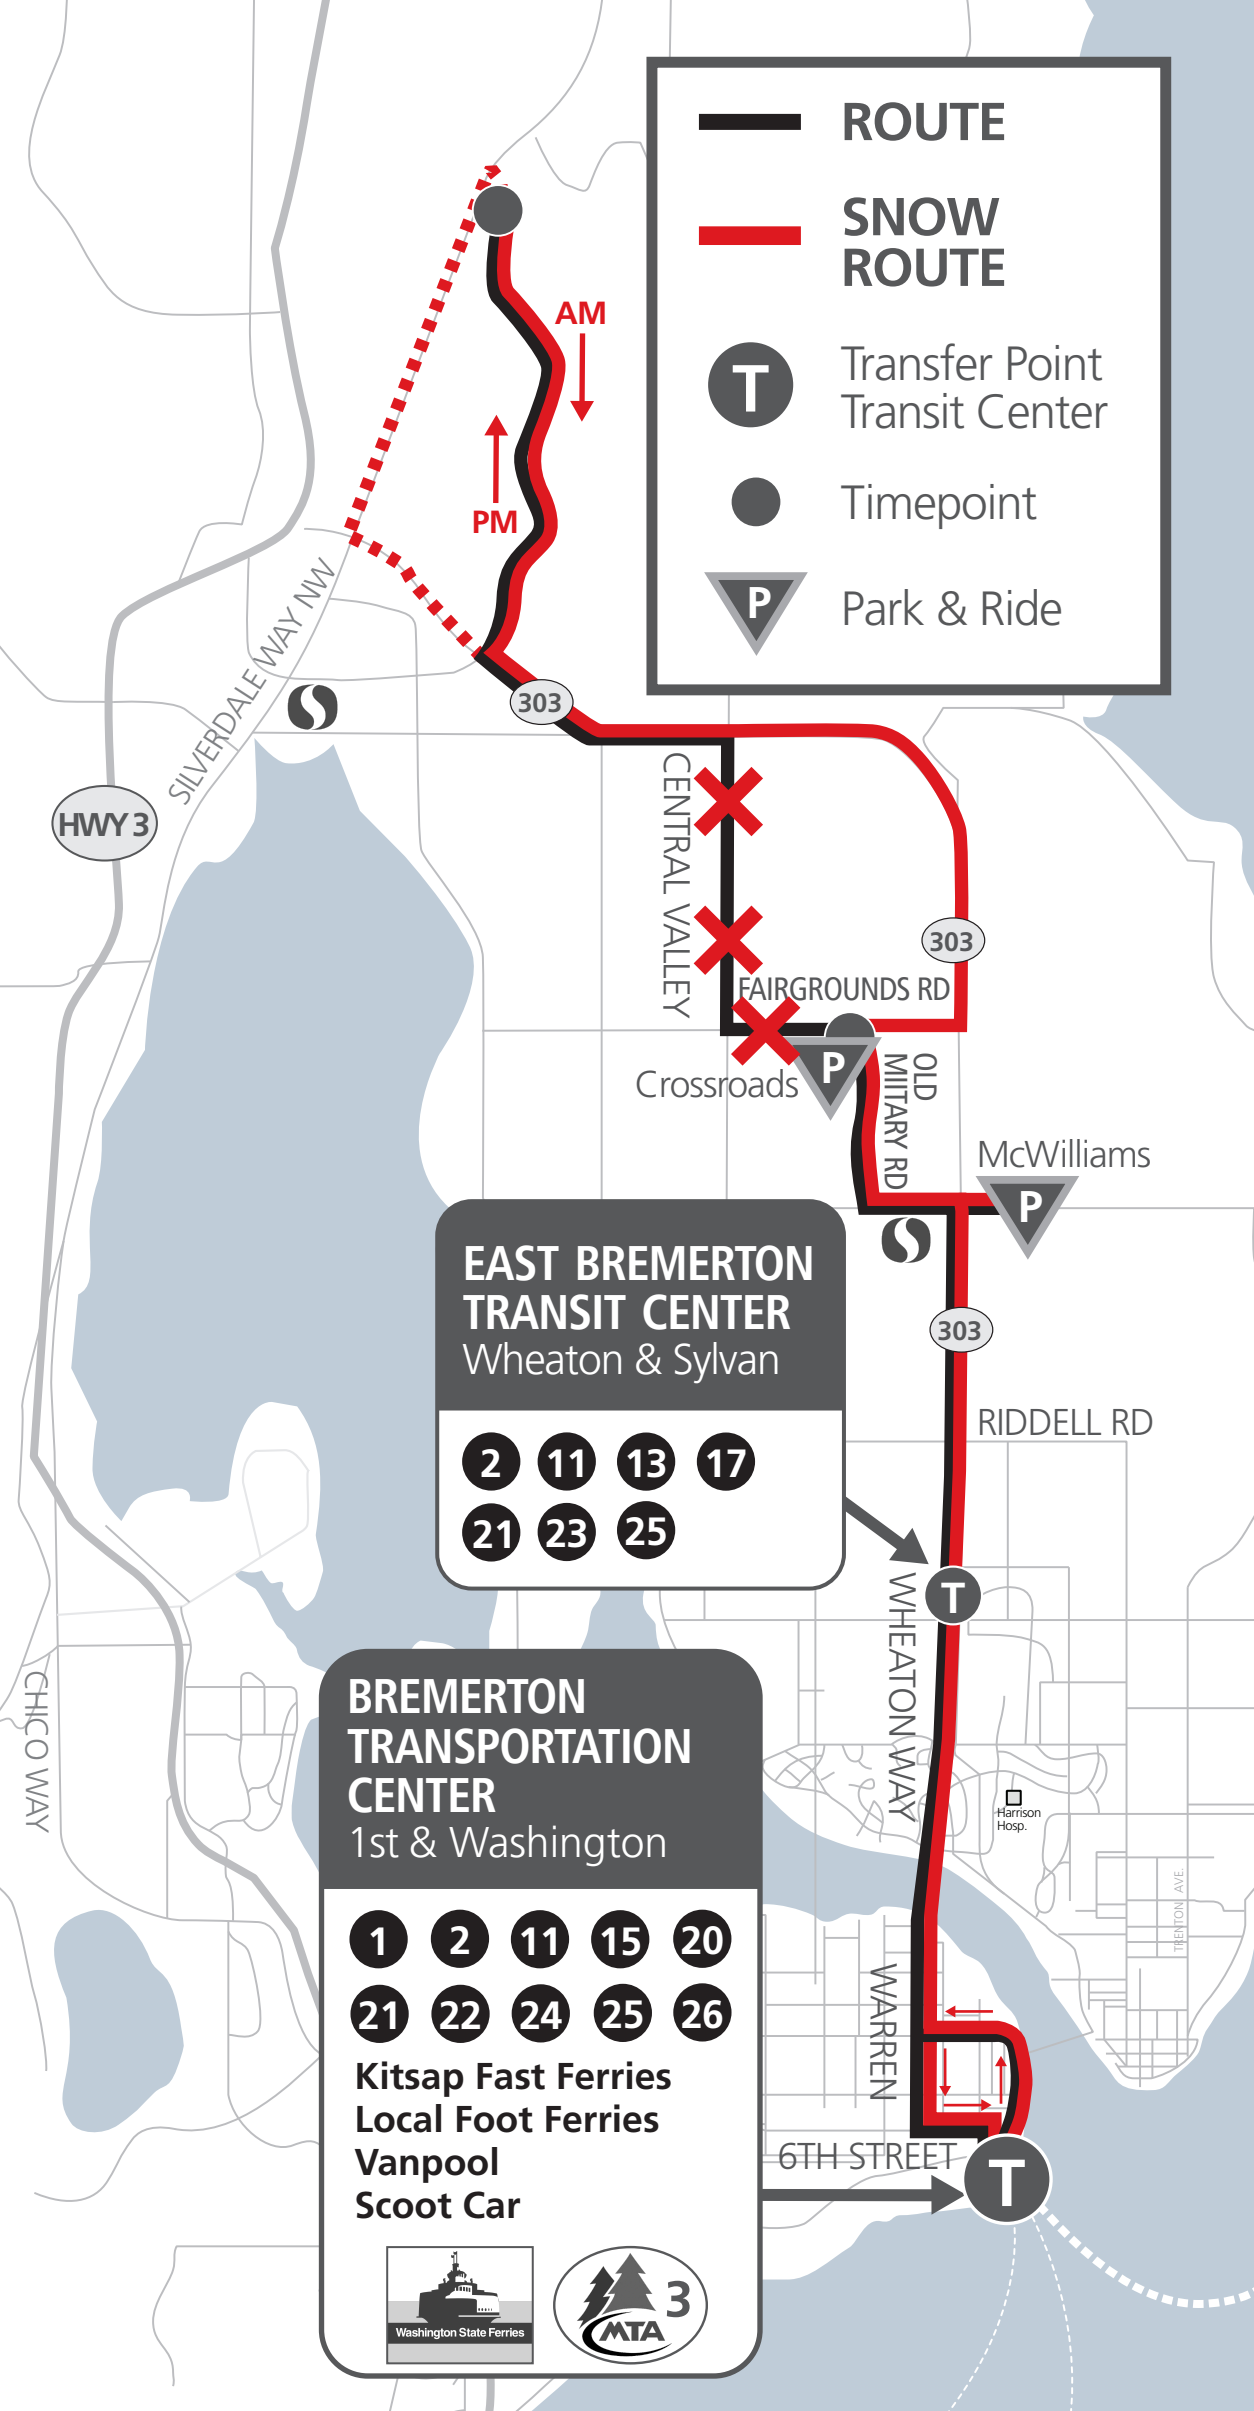 ROUTE
SNOW
ROUTE
T
Transfer Point
Transit Center
Timepoint
P
Park & Ride
AM
PM
303
SILVERDALE WAY NW
HWY 3
CENTRAL VALLEY
303
FAIRGROUNDS RD
Crossroads
P
OLD
MIITARY RD
McWilliams
P
303
RIDDELL RD
EAST BREMERTON
TRANSIT CENTER
Wheaton & Sylvan
2 11 13 17
21 23 25
T
WHEATON WAY
CHICO WAY
Harrison
Hosp.
TRENTON AVE.
BREMERTON
TRANSPORTATION
CENTER
1st & Washington
1 2 11 15 20
21 22 24 25 26
Kitsap Fast Ferries
Local Foot Ferries
Vanpool
Scoot Car
Washington State Ferries
MTA 3
WARREN
6TH STREET
T